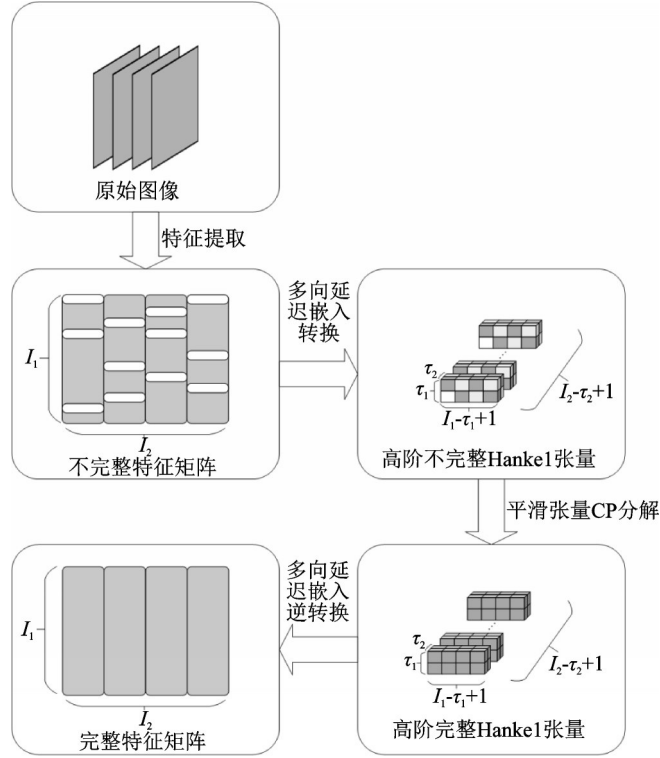 原始图像
特征提取
I₁
I₂
不完整特征矩阵
多向延
迟嵌入
转换
τ₂
τ₁
I₁-τ₁+1
I₂-τ₂+1
高阶不完整Hanke1张量
平滑张量CP分解
τ₂
τ₁
I₁-τ₁+1
I₂-τ₂+1
高阶完整Hanke1张量
多向延
迟嵌入
逆转换
I₁
I₂
完整特征矩阵